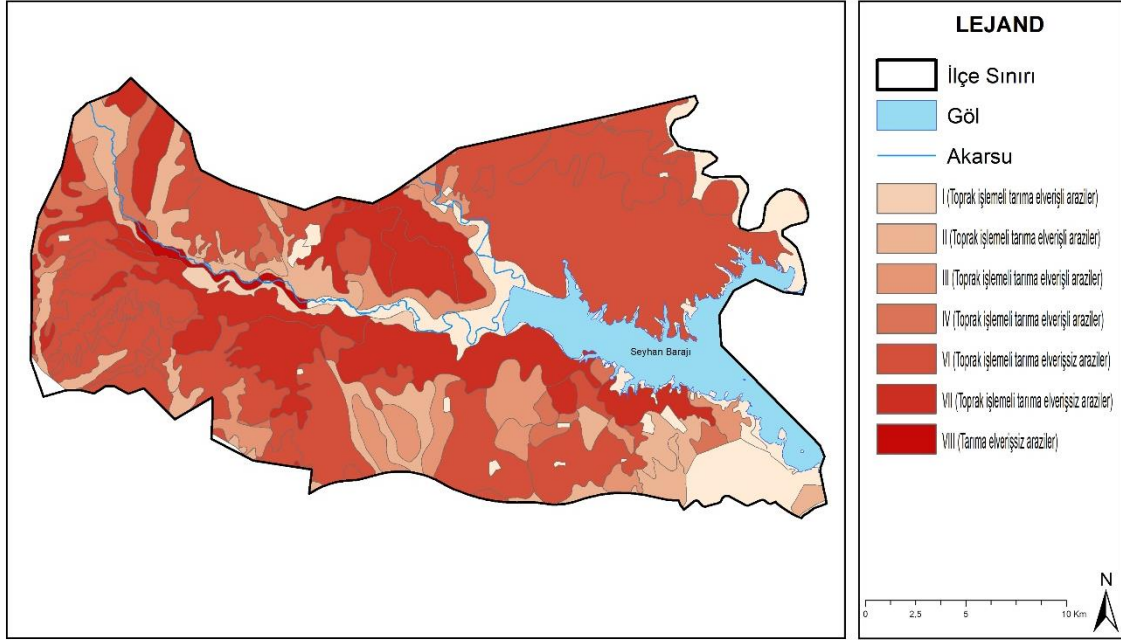 Seyhan Barajı
LEJAND
İlçe Sınırı
Göl
Akarsu
I (Toprak işlemeli tarıma elverişli araziler)
II (Toprak işlemeli tarıma elverişli araziler)
III (Toprak işlemeli tarıma elverişli araziler)
IV (Toprak işlemeli tarıma elverişli araziler)
VI (Toprak işlemeli tarıma elverişsiz araziler)
VII (Toprak işlemeli tarıma elverişsiz araziler)
VIII (Tarıma elverişsiz araziler)
N
0 2,5 5 10 Km